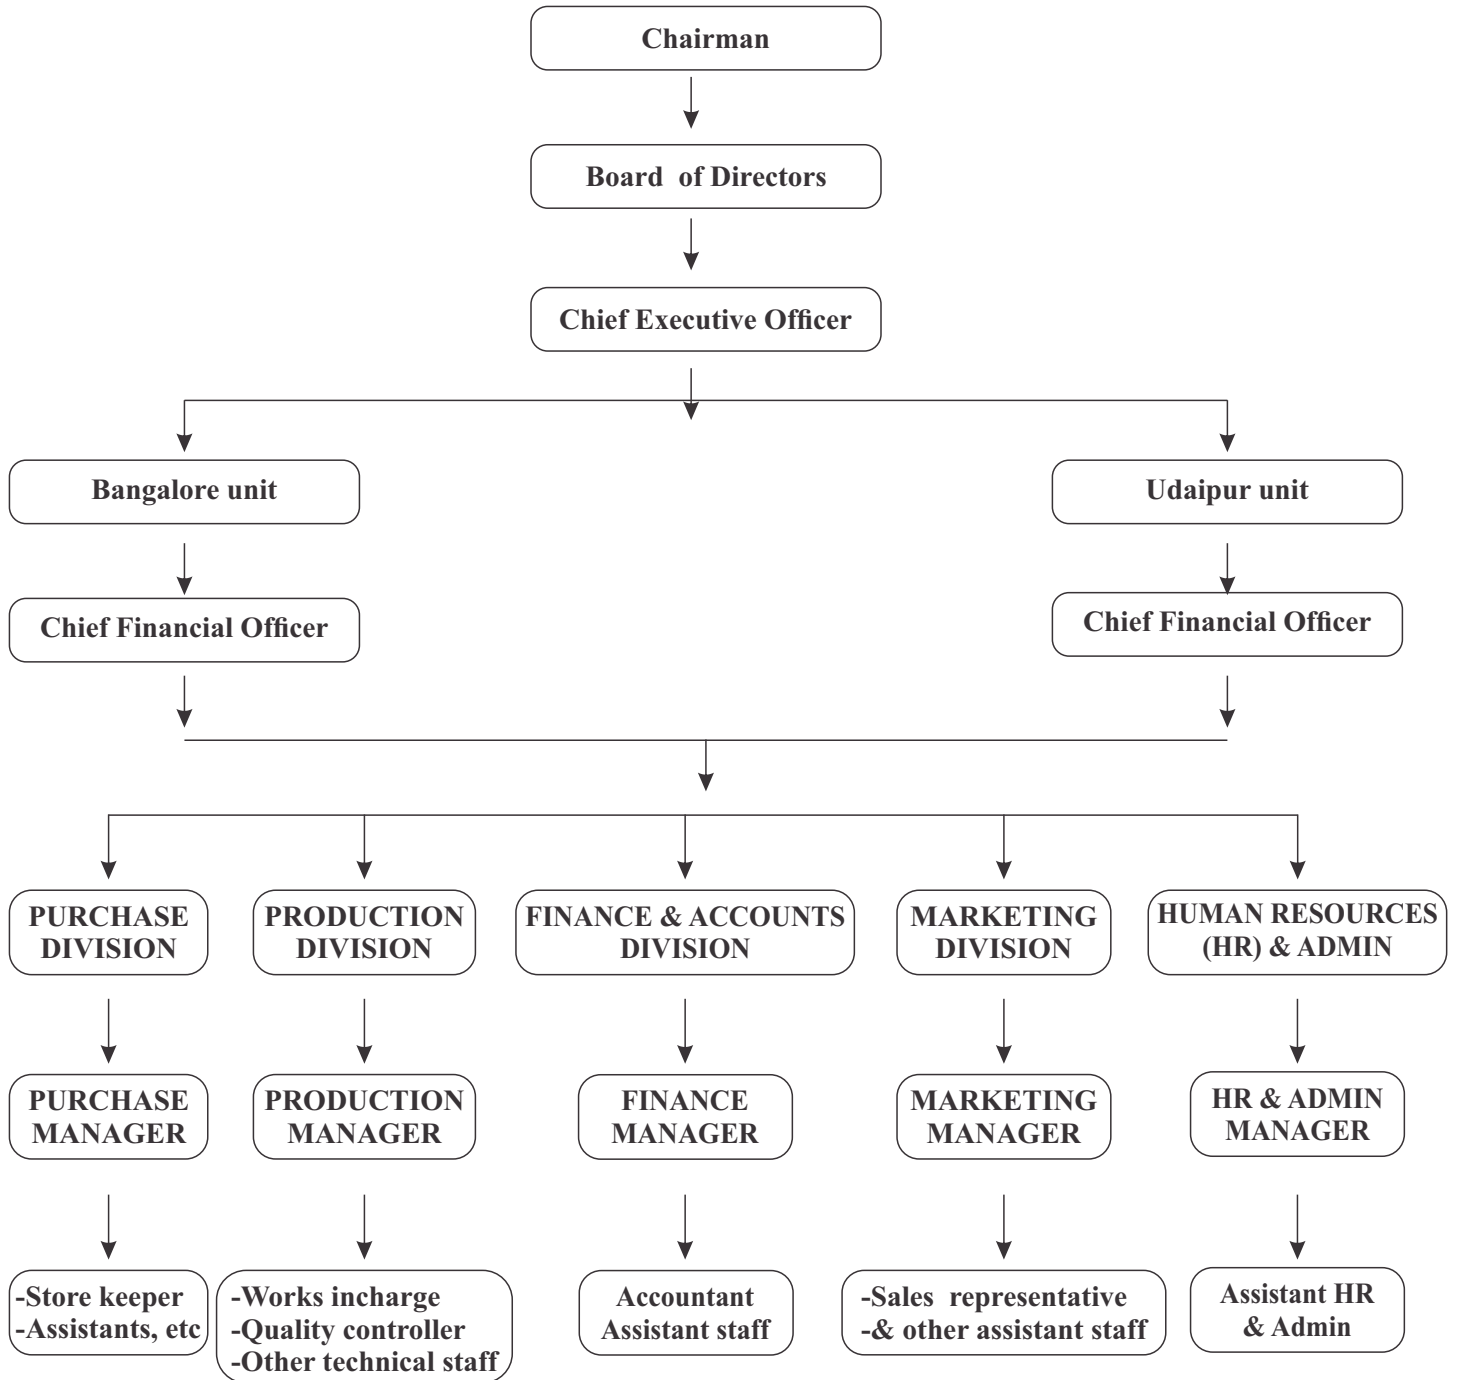 Chairman
Board of Directors
Chief Executive Officer
Bangalore unit
Udaipur unit
Chief Financial Officer
Chief Financial Officer
PURCHASE
DIVISION
PRODUCTION
DIVISION
FINANCE & ACCOUNTS
DIVISION
MARKETING
DIVISION
HUMAN RESOURCES
(HR) & ADMIN
PURCHASE
MANAGER
PRODUCTION
MANAGER
FINANCE
MANAGER
MARKETING
MANAGER
HR & ADMIN
MANAGER
-Store keeper
-Assistants, etc
-Works incharge
-Quality controller
-Other technical staff
Accountant
Assistant staff
-Sales representative
-& other assistant staff
Assistant HR
& Admin